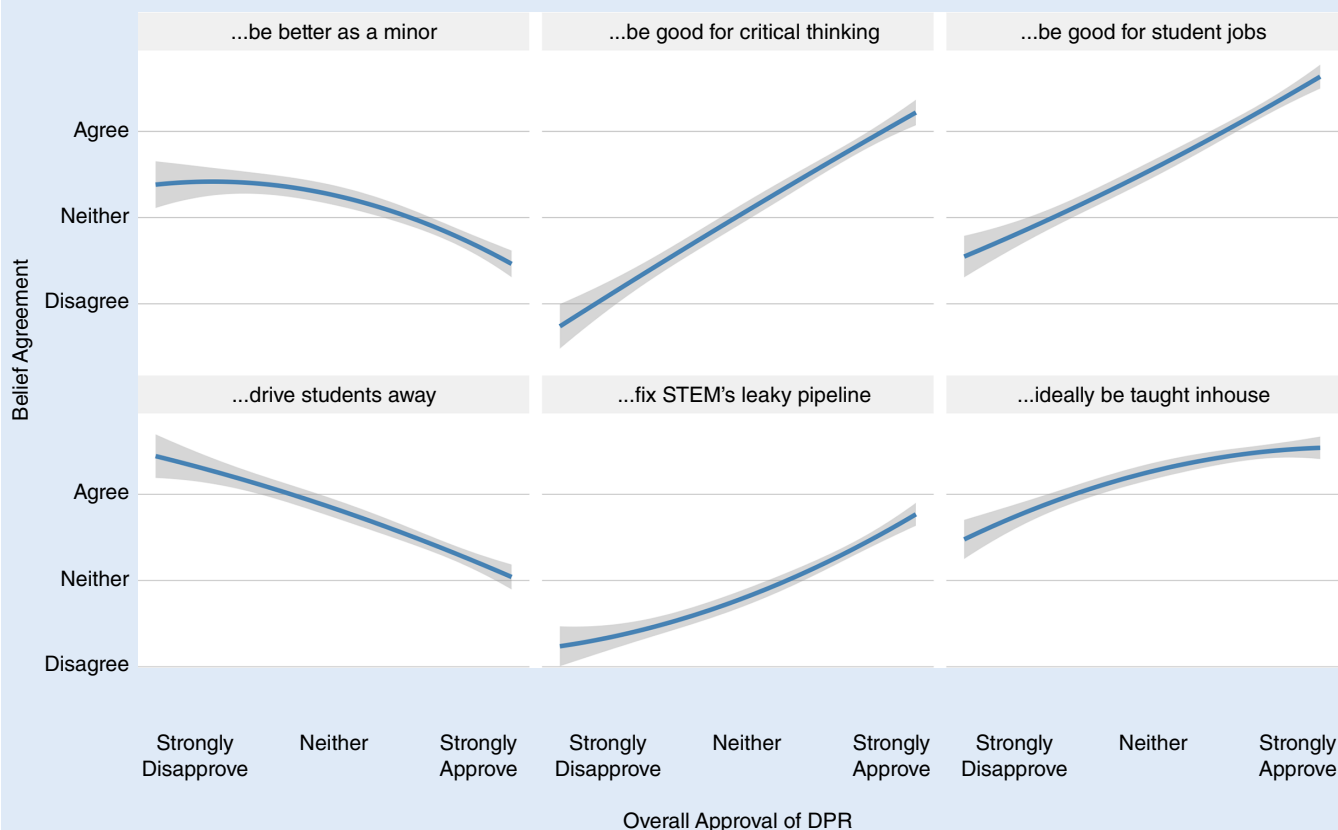 ...be better as a minor
...be good for critical thinking
...be good for student jobs
Agree
Neither
Disagree
Belief Agreement
...drive students away
...fix STEM’s leaky pipeline
...ideally be taught inhouse
Agree
Neither
Disagree
Strongly
Disapprove
Neither
Strongly
Approve
Strongly
Disapprove
Neither
Strongly
Approve
Strongly
Disapprove
Neither
Strongly
Approve
Overall Approval of DPR